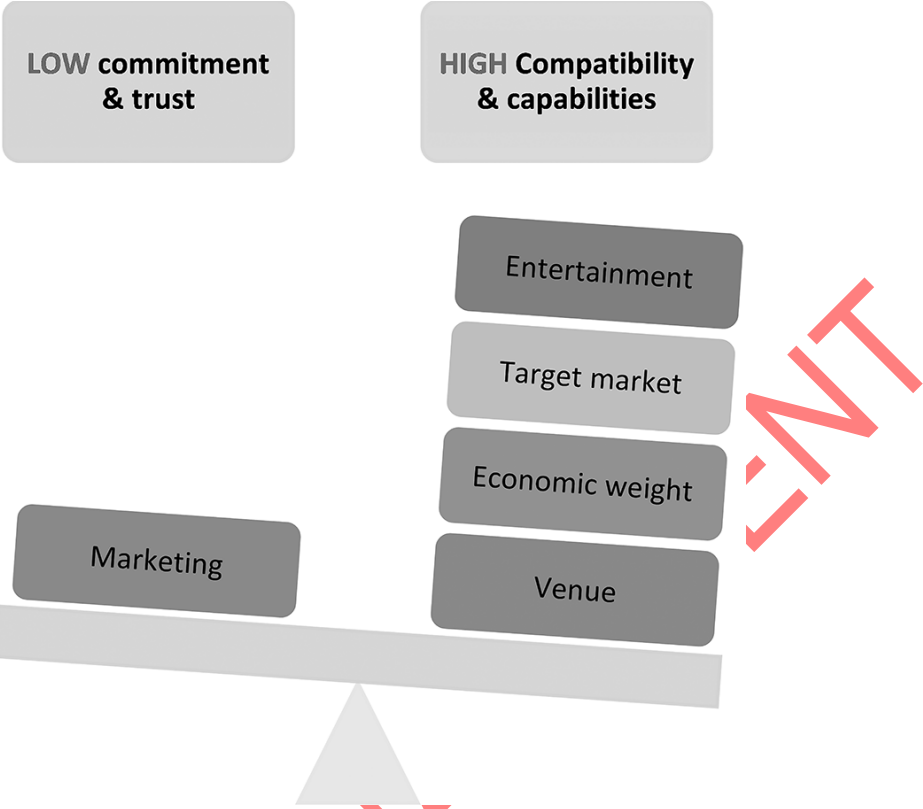 LOW commitment
& trust
HIGH Compatibility
& capabilities
Entertainment
Target market
Economic weight
Venue
Marketing